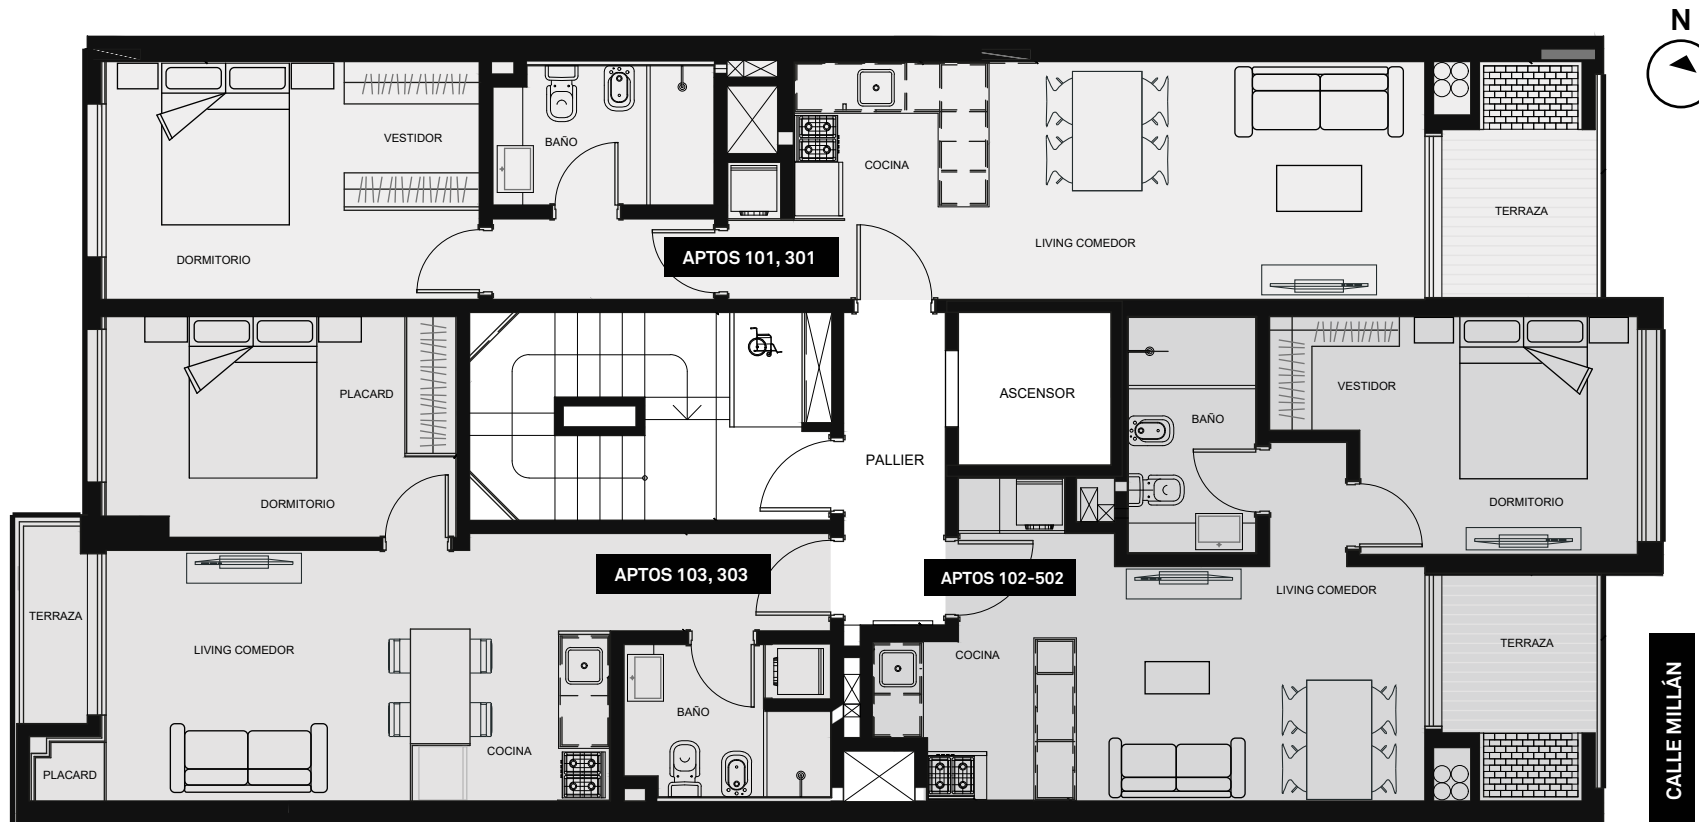 N
VESTIDOR
BAÑO
COCINA
TERRAZA
LIVING COMEDOR
DORMITORIO
APTOS 101, 301
PLACARD
ASCENSOR
VESTIDOR
BAÑO
PALLIER
DORMITORIO
DORMITORIO
APTOS 103, 303
APTOS 102-502
LIVING COMEDOR
TERRAZA
LIVING COMEDOR
COCINA
TERRAZA
BAÑO
COCINA
PLACARD
CALLE MILLÁN